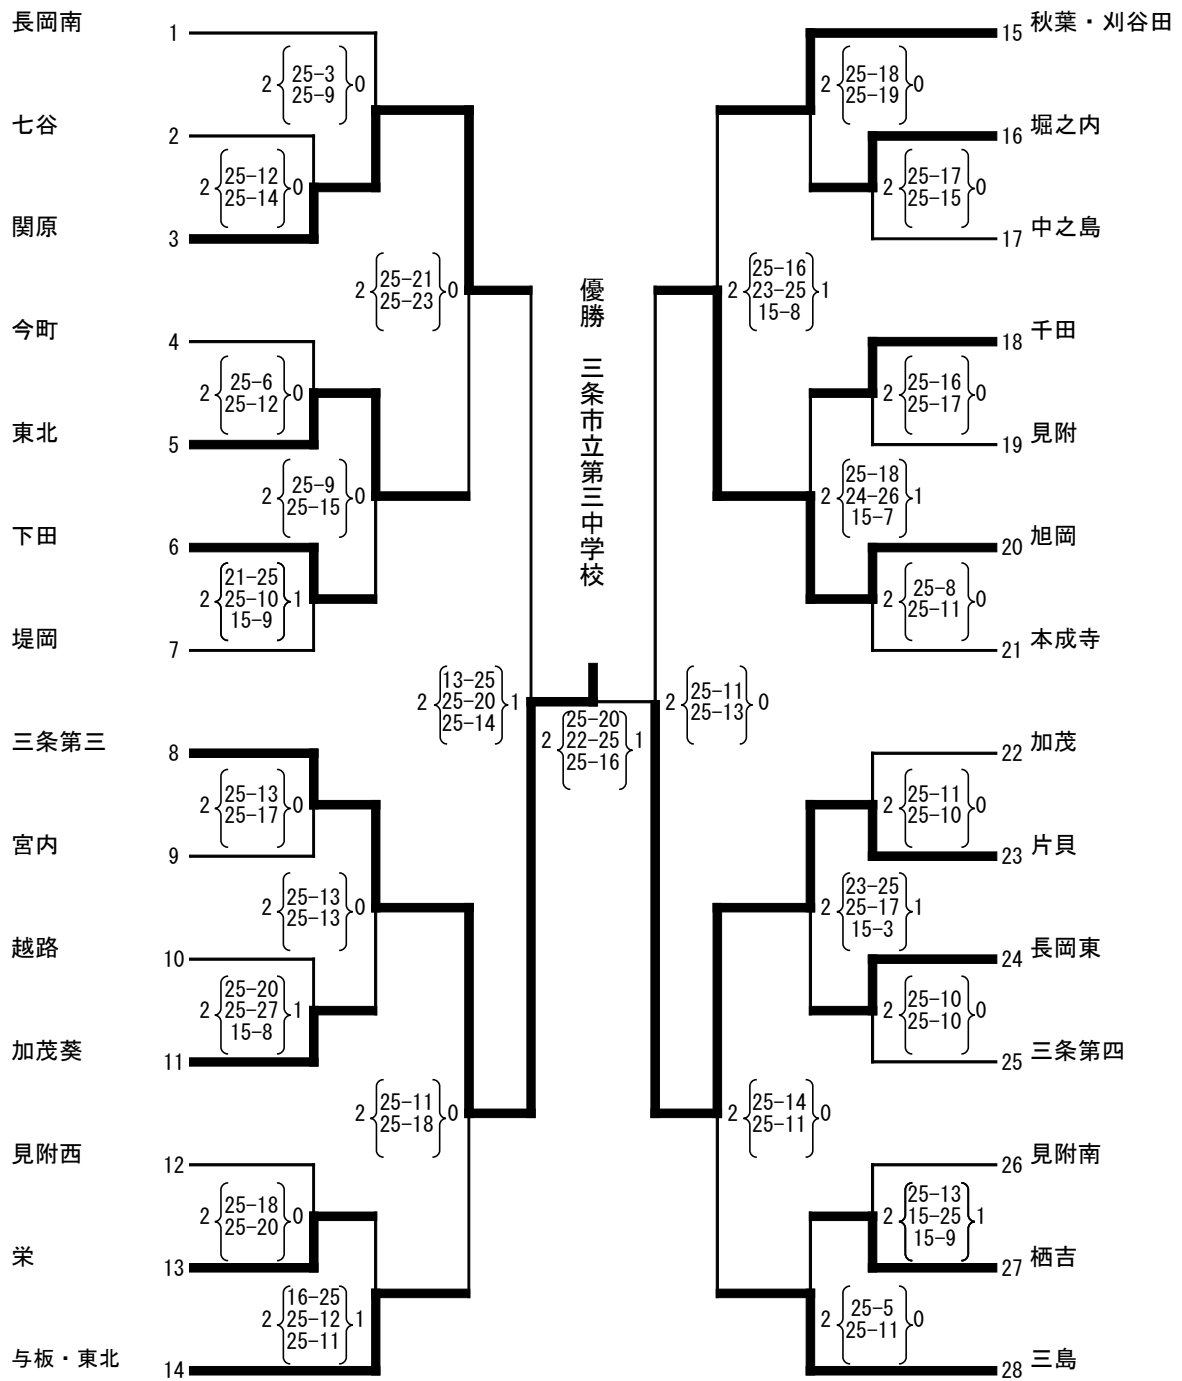 長岡南 1
2 25-3 0
25-9
七谷 2
2 25-12 0
25-14
関原 3
2 25-21 0
25-23
今町 4
2 25-6 0
25-12
東北 5
2 25-9 0
25-15
下田 6
2 21-25 1
25-10
15-9
堤岡 7
2 13-25 1
25-20
25-14
三条第三 8
2 25-13 0
25-17
宮内 9
2 25-13 0
25-13
越路 10
2 25-20 1
25-27
15-8
加茂葵 11
2 25-11 0
25-18
見附西 12
2 25-18 0
25-20
栄 13
2 16-25 1
25-12
25-11
与板・東北 14
優勝 三条市立第三中学校
2 25-20 1
22-25
25-16
15 秋葉・刈谷田
2 25-18 0
25-19
16 堀之内
2 25-17 0
25-15
17 中之島
2 25-16 1
23-25
15-8
18 千田
2 25-16 0
25-17
19 見附
2 25-18 1
24-26
15-7
20 旭岡
2 25-8 0
25-11
21 本成寺
2 25-11 0
25-13
22 加茂
2 25-11 0
25-10
23 片貝
2 23-25 1
25-17
15-3
24 長岡東
2 25-10 0
25-10
25 三条第四
2 25-14 0
25-11
26 見附南
2 25-13 1
15-25
15-9
27 栖吉
2 25-5 0
25-11
28 三島